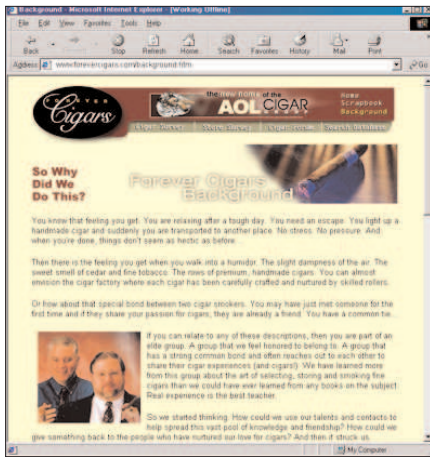 Background - Microsoft Internet Explorer - [Working Offline]
File Edit View Favorites Tools Help
Back Stop Refresh Home Search Favorites History Mail Print
Address www.forevercigars.com/background.htm Go
FOREVER
Cigars
the new home of the
AOL CIGAR
Home
Scrapbook
Background
Cigar Survey Store Survey Cigar Search Database
So Why
Did We
Do This?
Forever Cigars
Background
You know that feeling you get. You are relaxing after a tough day. You need an escape. You light up a
handmade cigar and suddenly you are transported to another place. No stress. No pressure. And
when you're done, things don't seem as hectic as before.
Then there is the feeling you get when you walk into a humidor. The slight dampness of the air. The
sweet smell of cedar and fine tobacco. The rows of premium, handmade cigars. You can almost
envision the cigar factory where each cigar has been carefully crafted and nurtured by skilled rollers.
Or how about that special bond between two cigar smokers. You may have just met someone for the
first time and if they share your passion for cigars, they are already a friend. You have a common tie...
If you can relate to any of these descriptions, then you are part of an
elite group. A group that we feel honored to belong to. A group that
has a strong common bond and often reaches out to each other to
share their cigar experiences (and cigars!). We have learned more
from this group about the art of selecting, storing and smoking fine
cigars than we could have ever learned from any books on the subject.
Real experience is the best teacher.
So we started thinking. How could we use our talents and contacts to
help spread this vast pool of knowledge and friendship? How could we
give something back to the people who have nurtured our love for cigars? And then it struck us.
My Computer